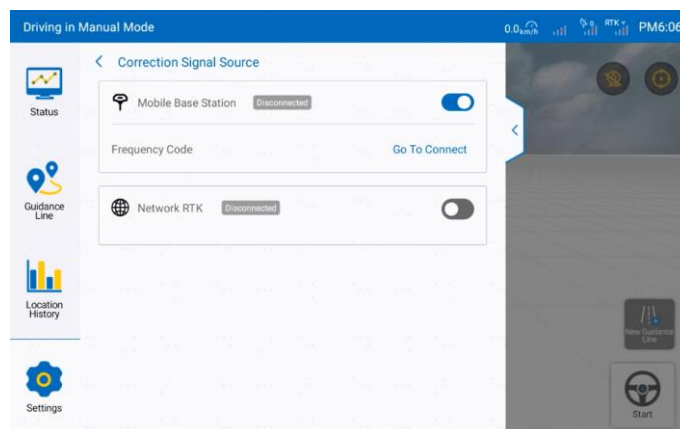 Driving in Manual Mode
0.0km/h
0
RTK
PM6:06
Correction Signal Source
Status
Mobile Base Station
Disconnected
Frequency Code
Go To Connect
Guidance
Line
Network RTK
Disconnected
Location
History
New Guidance
Line
Settings
Start